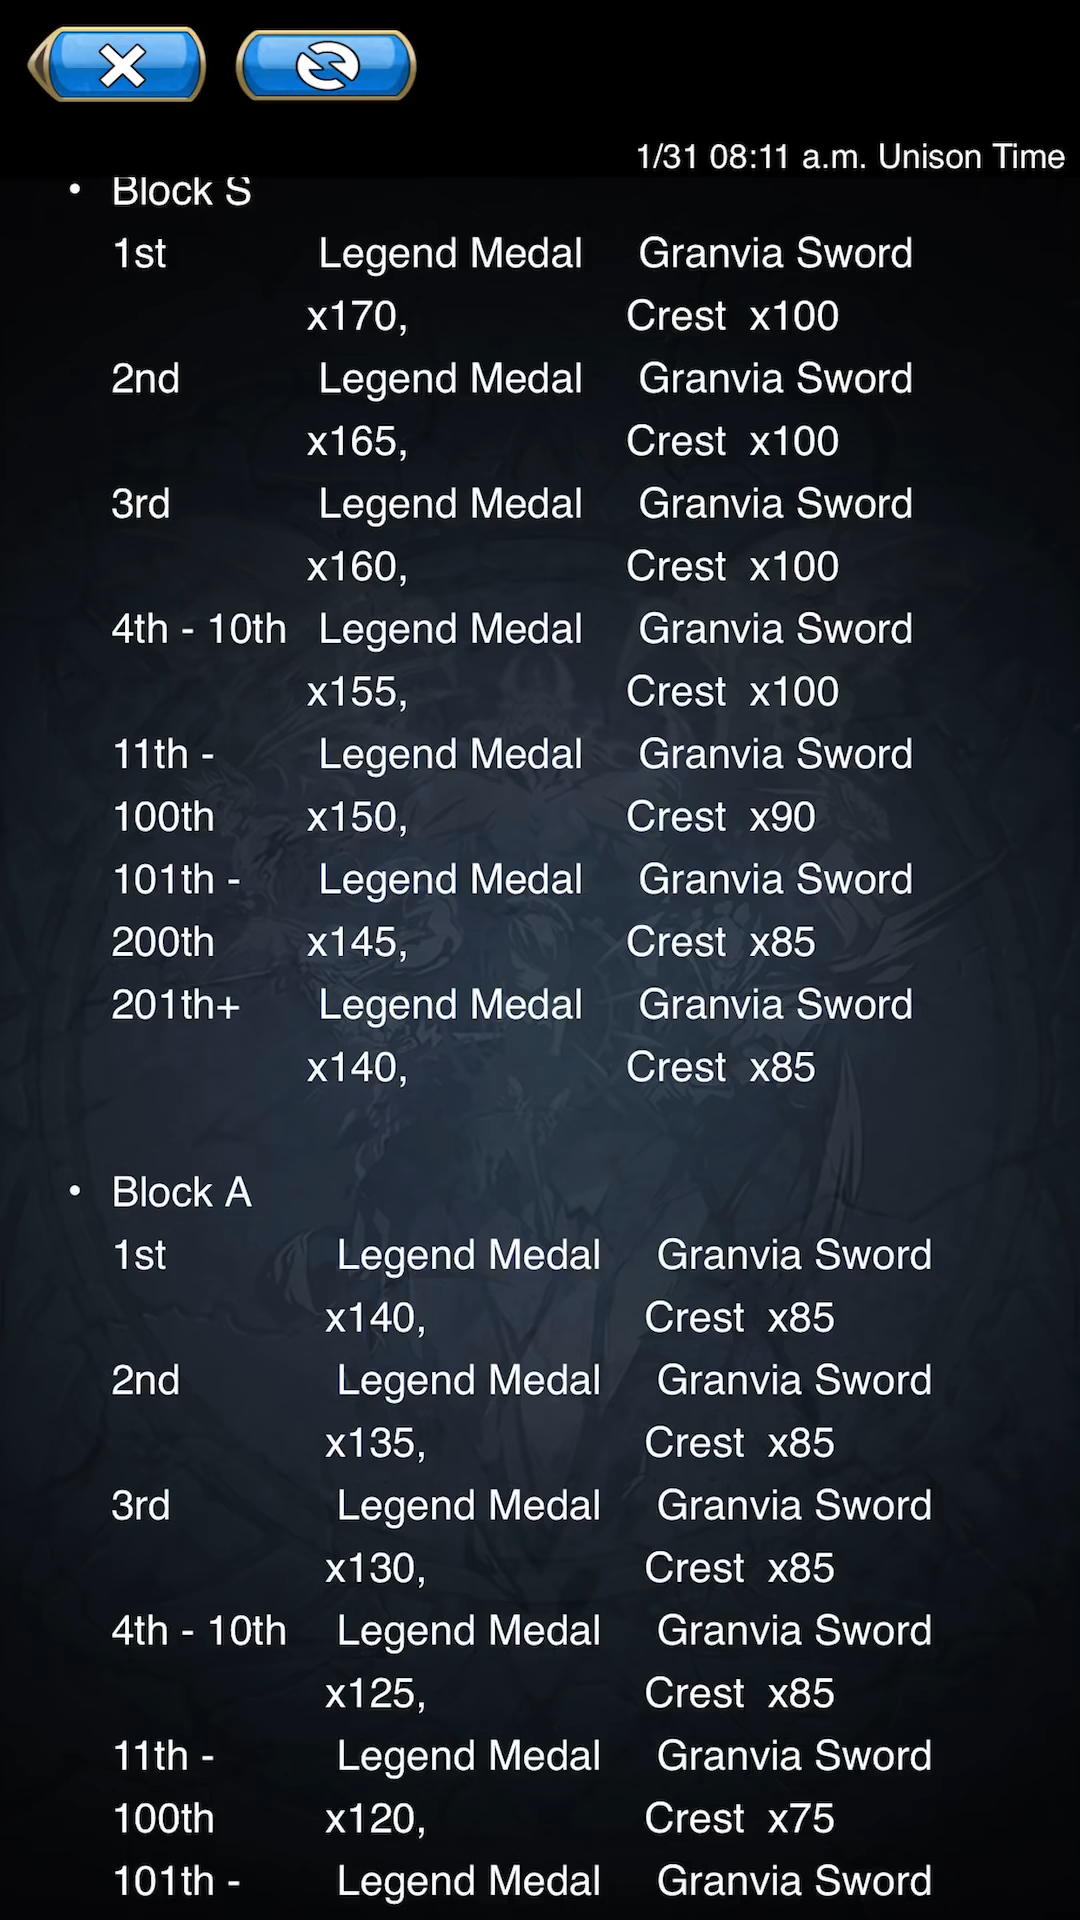 1/31 08:11 a.m. Unison Time
• Block S
1st Legend Medal Granvia Sword
x170, Crest x100
2nd Legend Medal Granvia Sword
x165, Crest x100
3rd Legend Medal Granvia Sword
x160, Crest x100
4th - 10th Legend Medal Granvia Sword
x155, Crest x100
11th - Legend Medal Granvia Sword
100th x150, Crest x90
101th - Legend Medal Granvia Sword
200th x145, Crest x85
201th+ Legend Medal Granvia Sword
x140, Crest x85
• Block A
1st Legend Medal Granvia Sword
x140, Crest x85
2nd Legend Medal Granvia Sword
x135, Crest x85
3rd Legend Medal Granvia Sword
x130, Crest x85
4th - 10th Legend Medal Granvia Sword
x125, Crest x85
11th - Legend Medal Granvia Sword
100th x120, Crest x75
101th - Legend Medal Granvia Sword